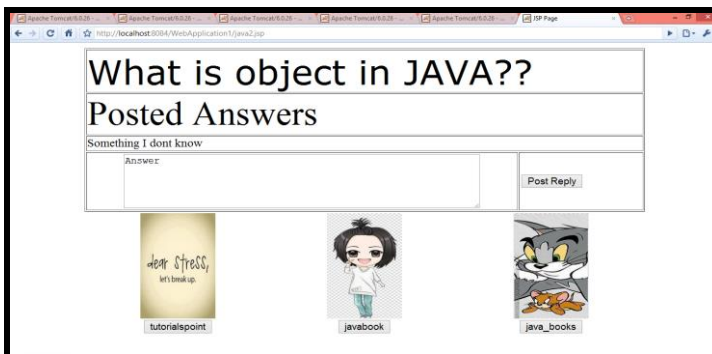 Apache Tomcat/6.0.26 - ... Apache Tomcat/6.0.26 - ... Apache Tomcat/6.0.26 - ... Apache Tomcat/6.0.26 - ... Apache Tomcat/6.0.26 - ... JSP Page
http://localhost:8084/WebApplication1/java2.jsp
What is object in JAVA??
Posted Answers
Something I dont know
Answer
Post Reply
dear stress,
let's break up.
tutorialspoint
javabook
java_books